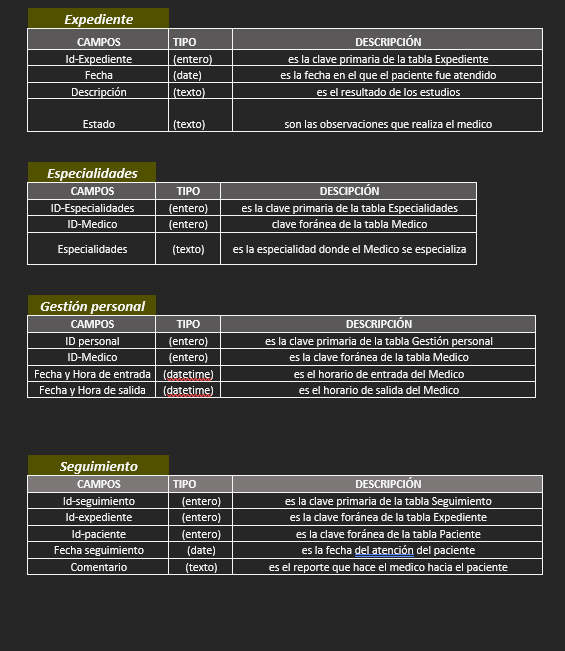 Expediente
CAMPOS TIPO DESCRIPCIÓN
Id-Expediente (entero) es la clave primaria de la tabla Expediente
Fecha (date) es la fecha en el que el paciente fue atendido
Descripción (texto) es el resultado de los estudios
Estado (texto) son las observaciones que realiza el medico
Especialidades
CAMPOS TIPO DESCIPCIÓN
ID-Especialidades (entero) es la clave primaria de la tabla Especialidades
ID-Medico (entero) clave foránea de la tabla Medico
Especialidades (texto) es la especialidad donde el Medico se especializa
Gestión personal
CAMPOS TIPO DESCRIPCIÓN
ID personal (entero) es la clave primaria de la tabla Gestión personal
ID-Medico (entero) es la clave foránea de la tabla Medico
Fecha y Hora de entrada (datetime) es el horario de entrada del Medico
Fecha y Hora de salida (datetime) es el horario de salida del Medico
Seguimiento
CAMPOS TIPO DESCRIPCIÓN
Id-seguimiento (entero) es la clave primaria de la tabla Seguimiento
Id-expediente (entero) es la clave foránea de la tabla Expediente
Id-paciente (entero) es la clave foránea de la tabla Paciente
Fecha seguimiento (date) es la fecha del atención del paciente
Comentario (texto) es el reporte que hace el medico hacia el paciente